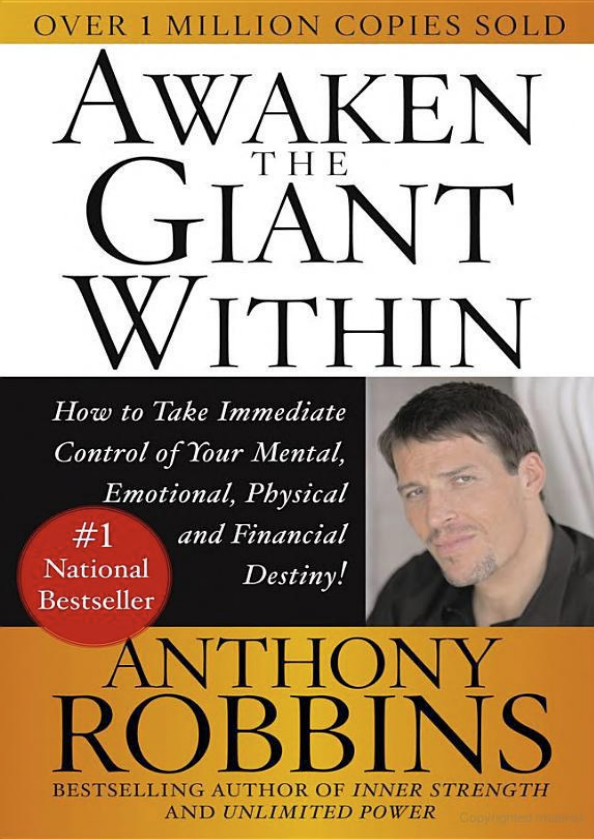 OVER 1 MILLION COPIES SOLD
AWAKEN
THE
GIANT
WITHIN
How to Take Immediate
Control of Your Mental,
Emotional, Physical
and Financial
Destiny!
#1
National
Bestseller
ANTHONY
ROBBINS
BESTSELLING AUTHOR OF INNER STRENGTH
AND UNLIMITED POWER
Copyrighted material